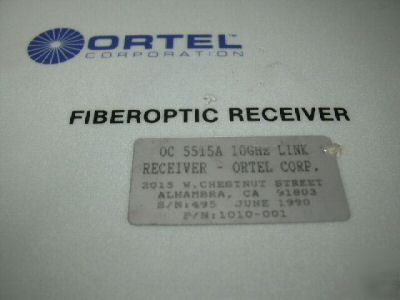 ORTEL™
CORPORATION
FIBEROPTIC RECEIVER
OC 5515A 10GHz LINK
RECEIVER - ORTEL CORP.
2015 W.CHESTNUT STREET
ALHAMBRA, CA 91803
S/N:495 JUNE 1990
P/N:1010-001